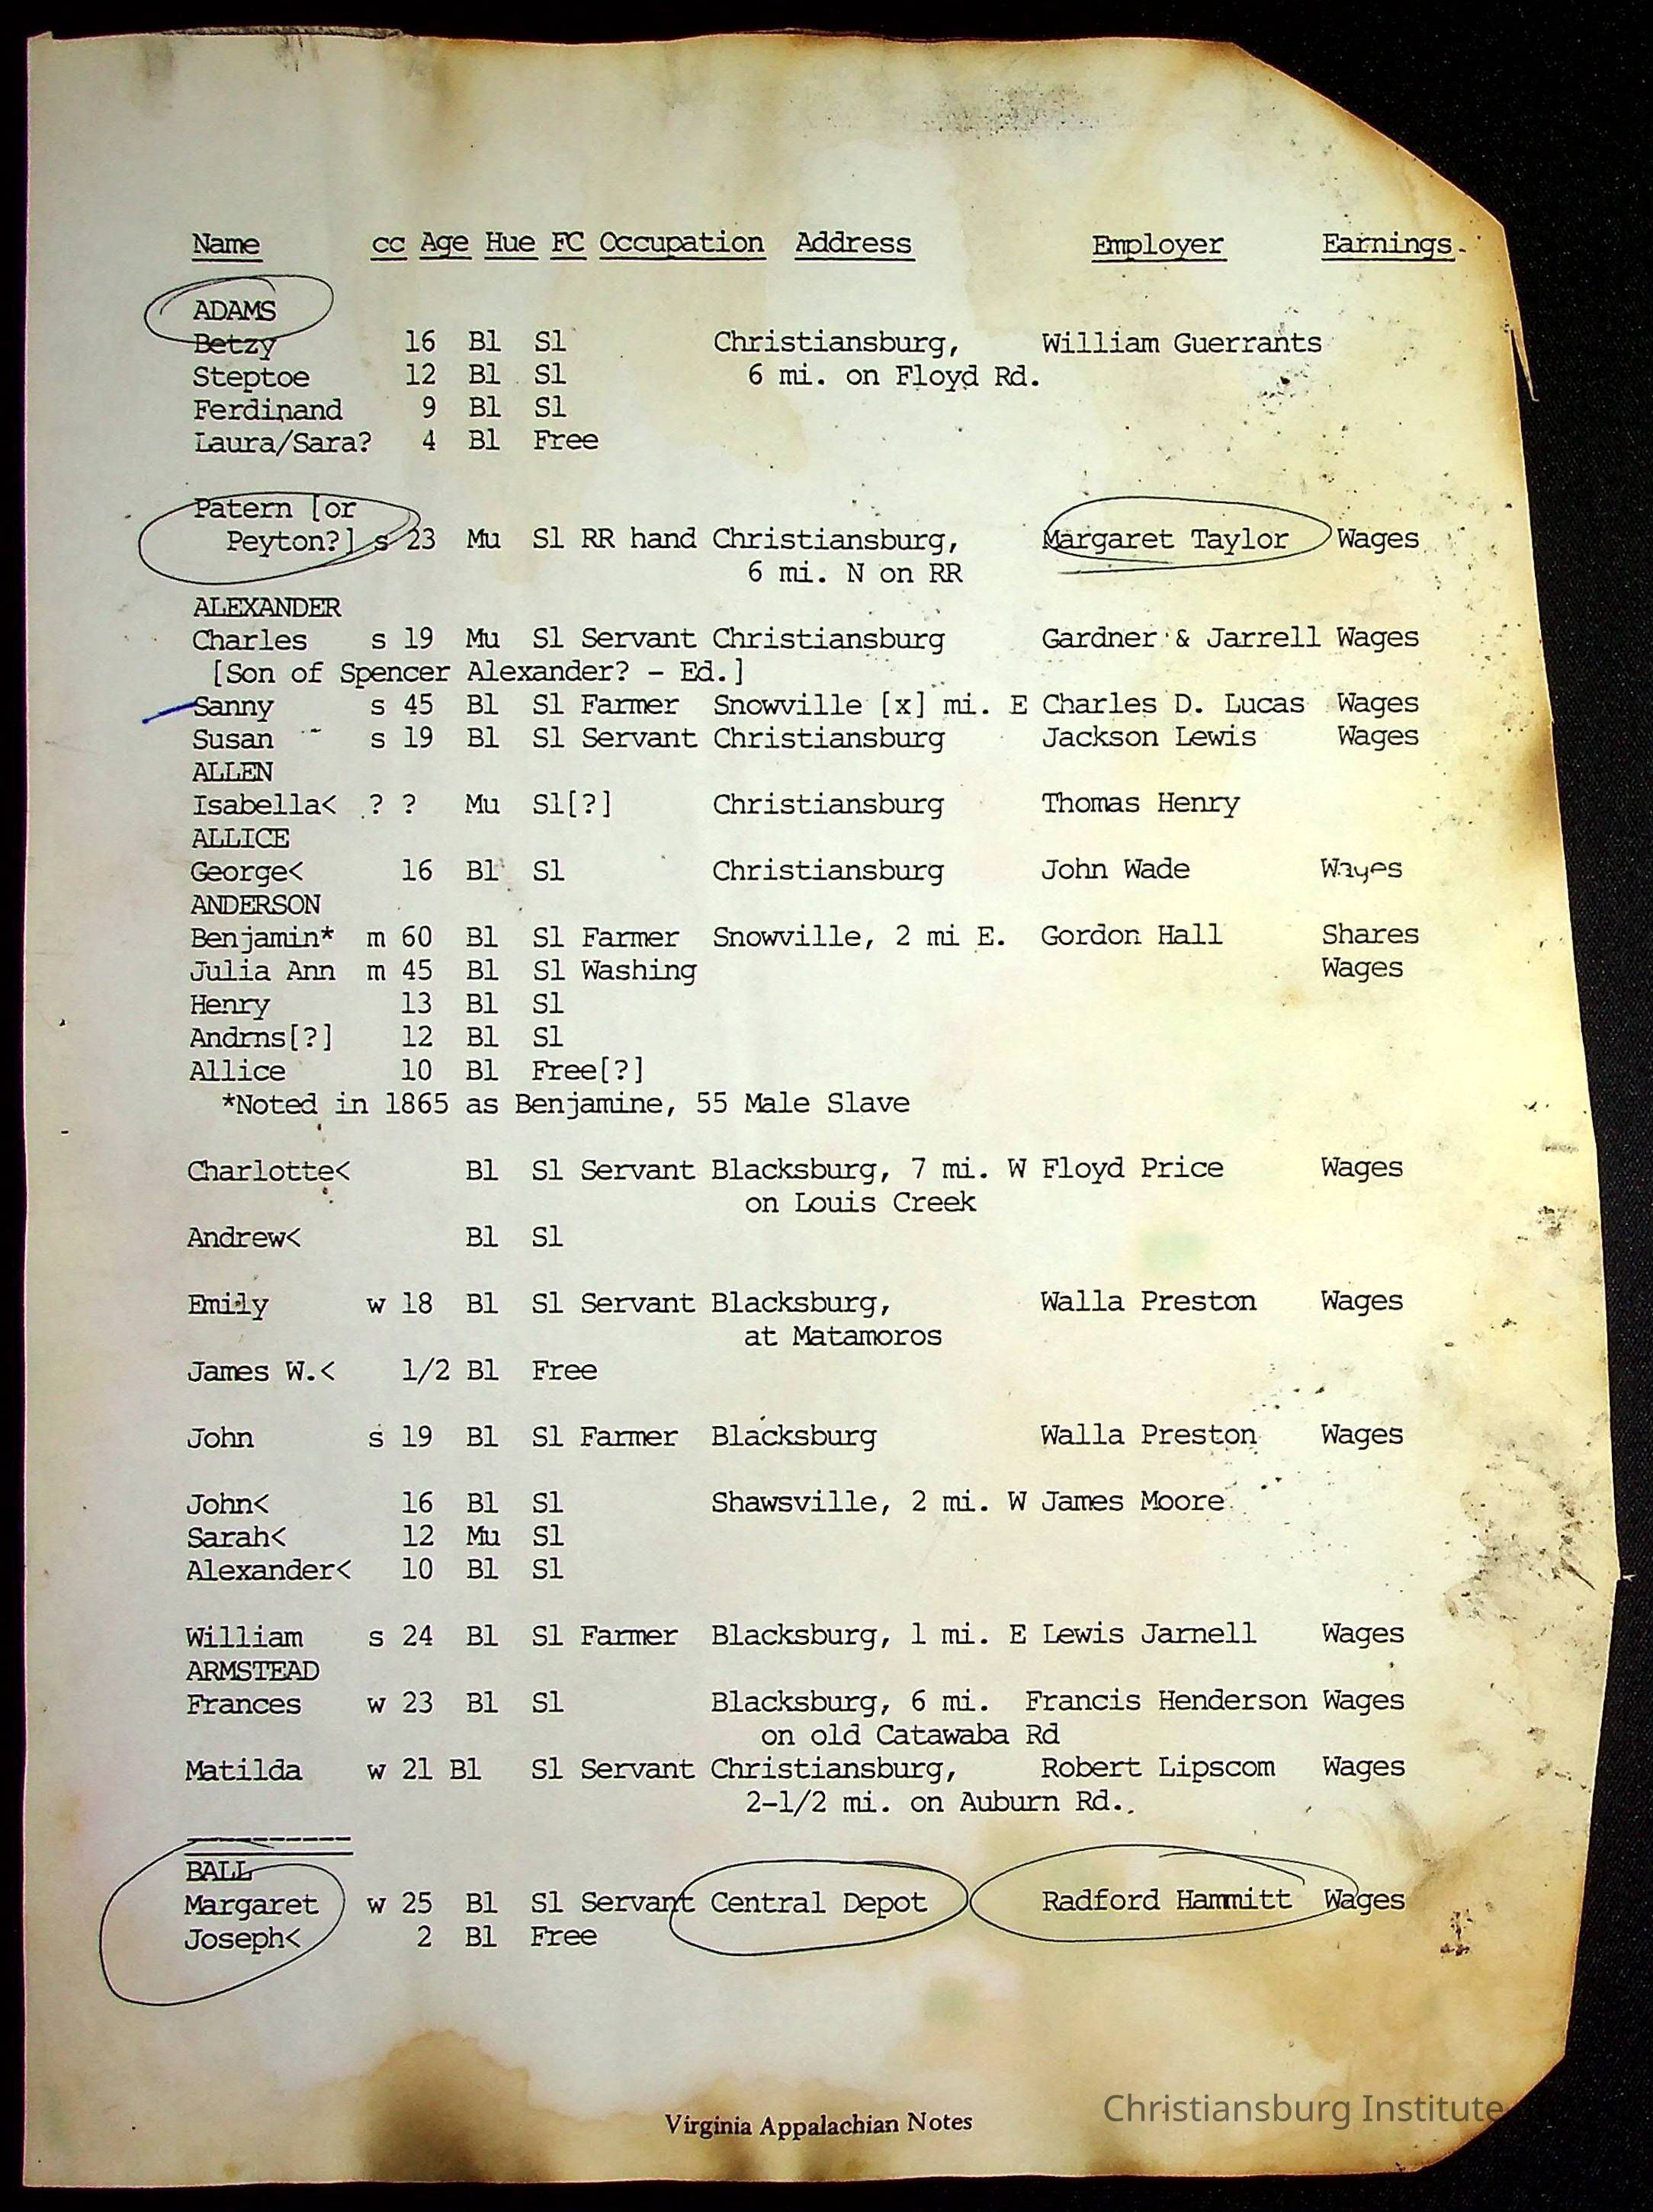 Name cc Age Hue FC Occupation Address Employer Earnings
ADAMS
Betzy 16 Bl Sl Christiansburg, William Guerrants
Steptoe 12 Bl Sl 6 mi. on Floyd Rd.
Ferdinand 9 Bl Sl
Laura/Sara? 4 Bl Free
Patern [or
Peyton?] s 23 Mu Sl RR hand Christiansburg, Margaret Taylor Wages
6 mi. N on RR
ALEXANDER
Charles s 19 Mu Sl Servant Christiansburg Gardner & Jarrell Wages
[Son of Spencer Alexander? - Ed.]
Sanny s 45 Bl Sl Farmer Snowville [x] mi. E Charles D. Lucas Wages
Susan s 19 Bl Sl Servant Christiansburg Jackson Lewis Wages
ALLEN
Isabella< ? ? Mu Sl[?] Christiansburg Thomas Henry
ALLICE
George< 16 Bl Sl Christiansburg John Wade Wages
ANDERSON
Benjamin* m 60 Bl Sl Farmer Snowville, 2 mi E. Gordon Hall Shares
Julia Ann m 45 Bl Sl Washing Wages
Henry 13 Bl Sl
Andrns[?] 12 Bl Sl
Allice 10 Bl Free[?]
*Noted in 1865 as Benjamine, 55 Male Slave
Charlotte< Bl Sl Servant Blacksburg, 7 mi. W Floyd Price Wages
on Louis Creek
Andrew< Bl Sl
Emily w 18 Bl Sl Servant Blacksburg, Walla Preston Wages
at Matamoros
James W.< 1/2 Bl Free
John s 19 Bl Sl Farmer Blacksburg Walla Preston Wages
John< 16 Bl Sl Shawsville, 2 mi. W James Moore
Sarah< 12 Mu Sl
Alexander< 10 Bl Sl
William s 24 Bl Sl Farmer Blacksburg, 1 mi. E Lewis Jarnell Wages
ARMSTEAD
Frances w 23 Bl Sl Blacksburg, 6 mi. Francis Henderson Wages
on old Catawaba Rd
Matilda w 21 Bl Sl Servant Christiansburg, Robert Lipscom Wages
2-1/2 mi. on Auburn Rd.
BALL
Margaret w 25 Bl Sl Servant Central Depot Radford Hammitt Wages
Joseph< 2 Bl Free
Virginia Appalachian Notes
Christiansburg Institute